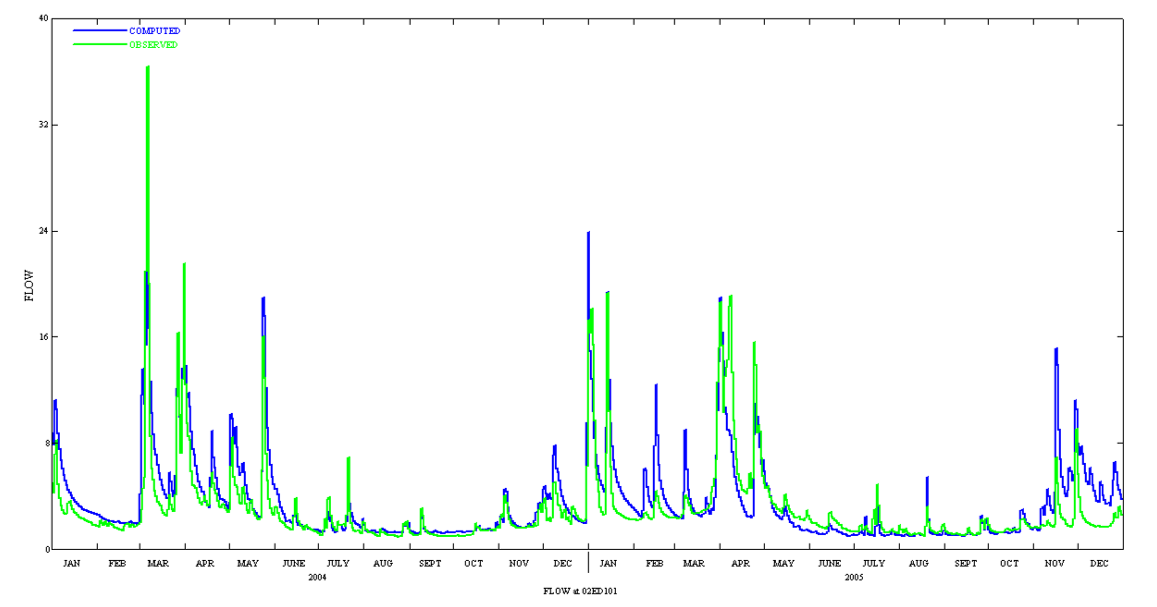 40
COMPUTED
OBSERVED
32
24
FLOW
16
8
0
JAN FEB MAR APR MAY JUNE JULY AUG SEPT OCT NOV DEC JAN FEB MAR APR MAY JUNE JULY AUG SEPT OCT NOV DEC
2004 2005
FLOW at 02ED101